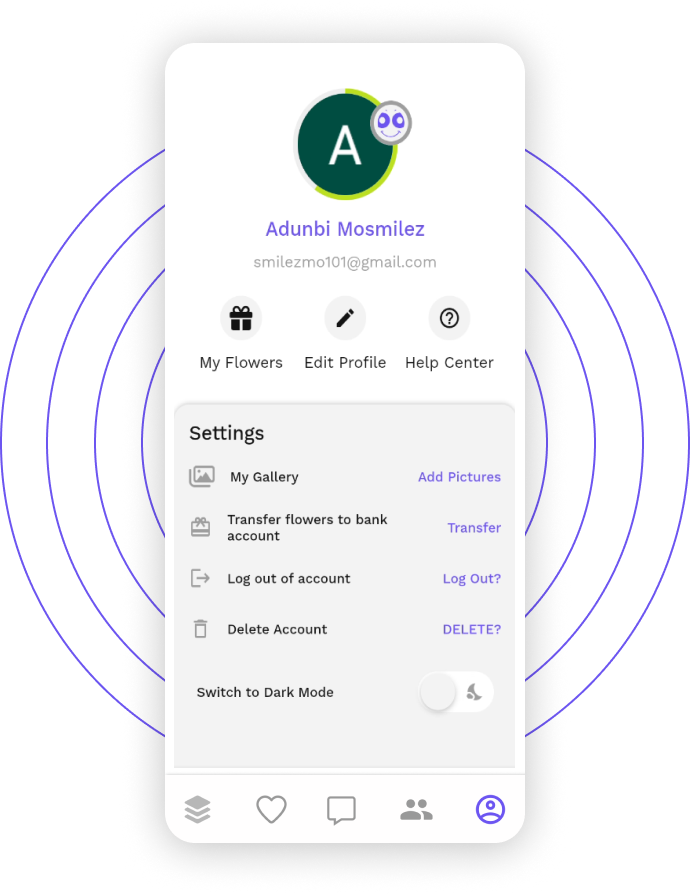 A
Adunbi Mosmilez
smilezmo101@gmail.com
My Flowers Edit Profile Help Center
Settings
My Gallery Add Pictures
Transfer flowers to bank
account
Transfer
Log out of account Log Out?
Delete Account DELETE?
Switch to Dark Mode